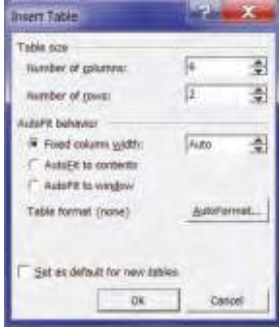 Insert Table
Table size
Number of columns: 6
Number of rows: 2
AutoFit behavior
Fixed column width: Auto
AutoFit to contents
AutoFit to window
Table format (none) AutoFormat...
Set as default for new tables
OK Cancel